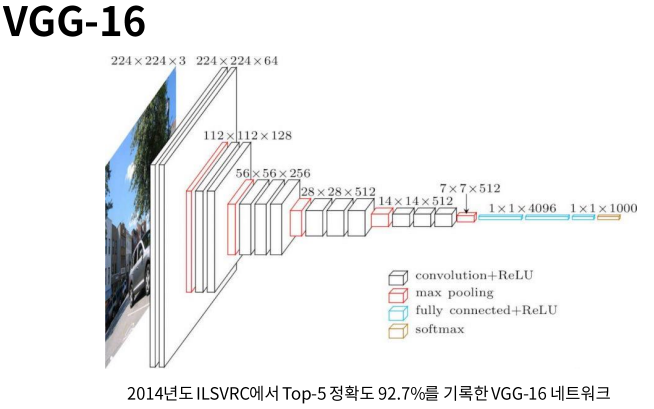 VGG-16
224×224×3 224×224×64
112×112×128
56×56×256
28×28×512
14×14×512
7×7×512
1×1×4096 1×1×1000
convolution+ReLU
max pooling
fully connected+ReLU
softmax
2014년도 ILSVRC에서 Top-5 정확도 92.7%를 기록한 VGG-16 네트워크